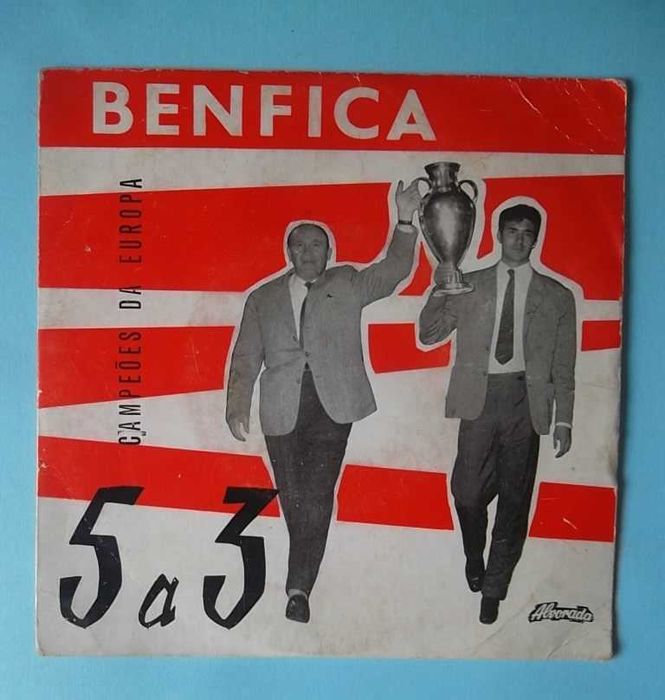 BENFICA
CAMPEÕES DA EUROPA
5 a 3
Alvorada